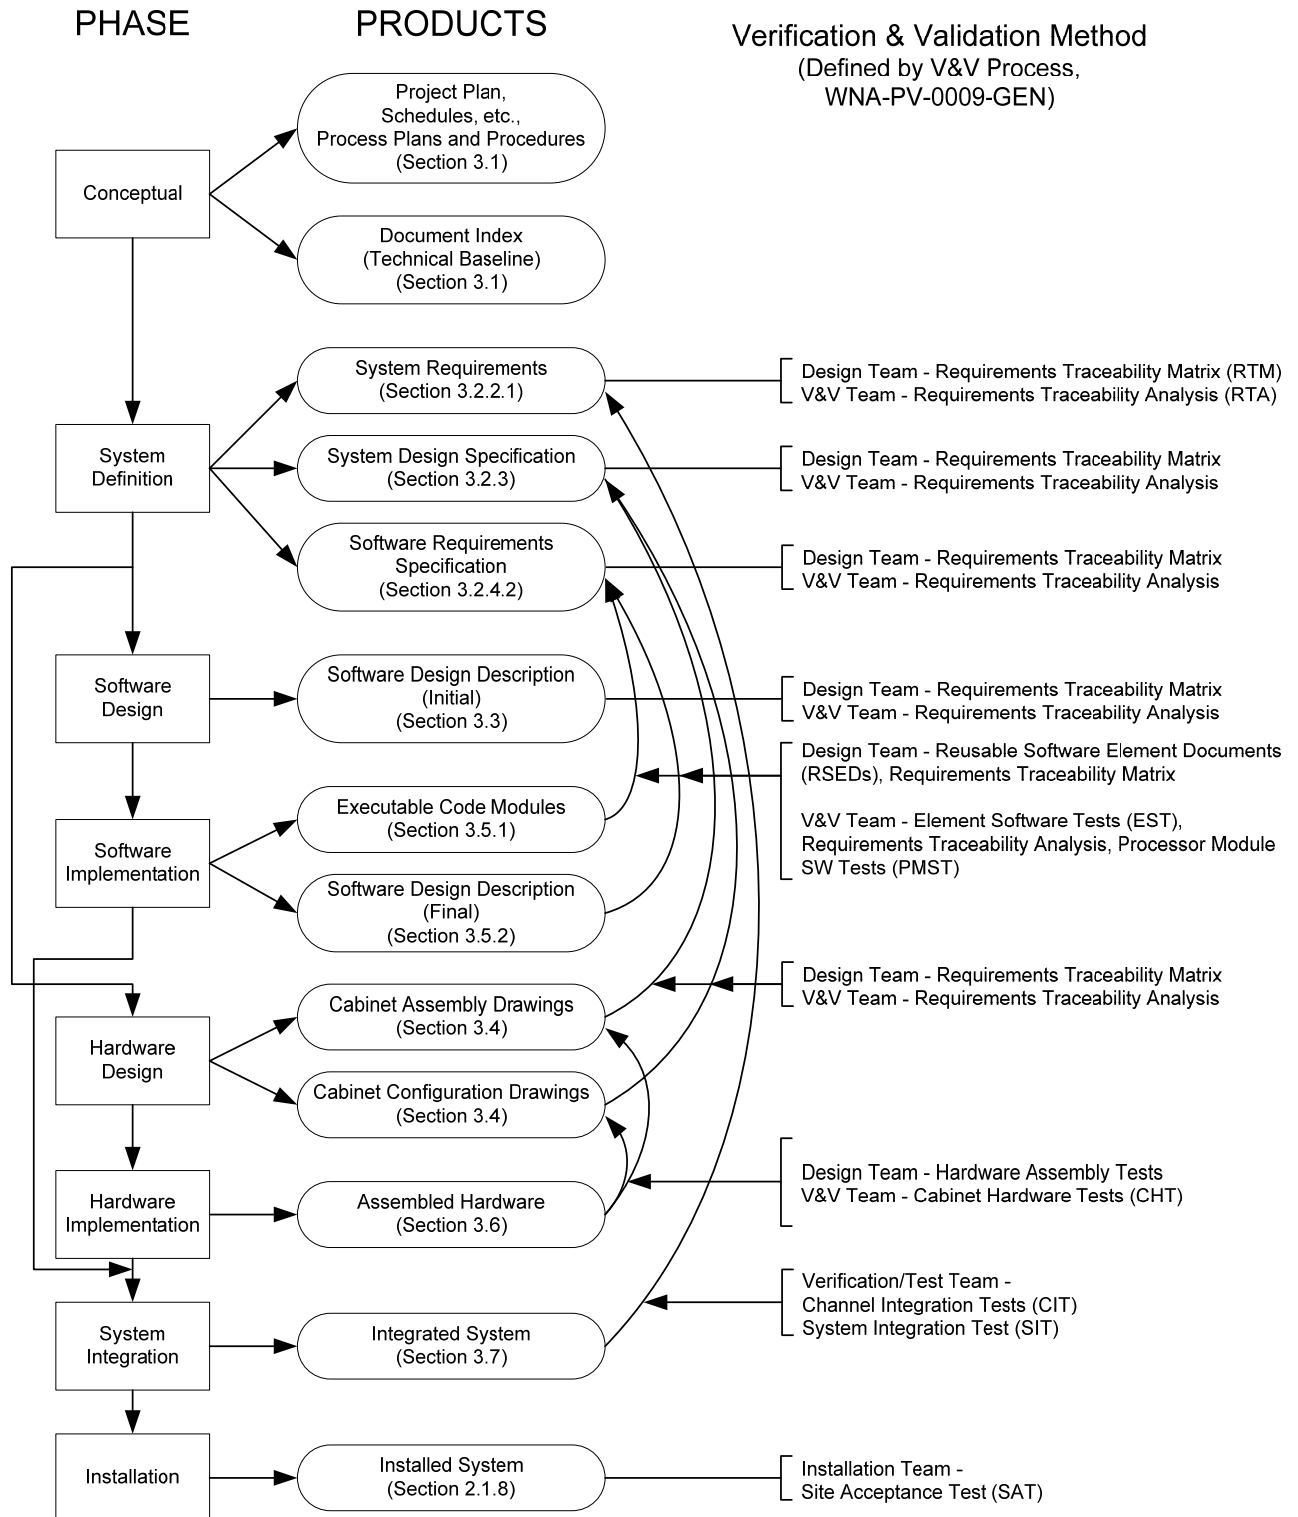 PHASE
PRODUCTS
Verification & Validation Method
(Defined by V&V Process,
WNA-PV-0009-GEN)
Project Plan,
Schedules, etc.,
Process Plans and Procedures
(Section 3.1)
Conceptual
Document Index
(Technical Baseline)
(Section 3.1)
System Requirements
(Section 3.2.2.1)
Design Team - Requirements Traceability Matrix (RTM)
V&V Team - Requirements Traceability Analysis (RTA)
System
Definition
System Design Specification
(Section 3.2.3)
Design Team - Requirements Traceability Matrix
V&V Team - Requirements Traceability Analysis
Software Requirements
Specification
(Section 3.2.4.2)
Design Team - Requirements Traceability Matrix
V&V Team - Requirements Traceability Analysis
Software
Design
Software Design Description
(Initial)
(Section 3.3)
Design Team - Requirements Traceability Matrix
V&V Team - Requirements Traceability Analysis
Design Team - Reusable Software Element Documents
(RSEDs), Requirements Traceability Matrix
V&V Team - Element Software Tests (EST),
Requirements Traceability Analysis, Processor Module
SW Tests (PMST)
Executable Code Modules
(Section 3.5.1)
Software
Implementation
Software Design Description
(Final)
(Section 3.5.2)
Cabinet Assembly Drawings
(Section 3.4)
Design Team - Requirements Traceability Matrix
V&V Team - Requirements Traceability Analysis
Hardware
Design
Cabinet Configuration Drawings
(Section 3.4)
Hardware
Implementation
Assembled Hardware
(Section 3.6)
Design Team - Hardware Assembly Tests
V&V Team - Cabinet Hardware Tests (CHT)
Verification/Test Team -
Channel Integration Tests (CIT)
System Integration Test (SIT)
System
Integration
Integrated System
(Section 3.7)
Installation
Installed System
(Section 2.1.8)
Installation Team -
Site Acceptance Test (SAT)